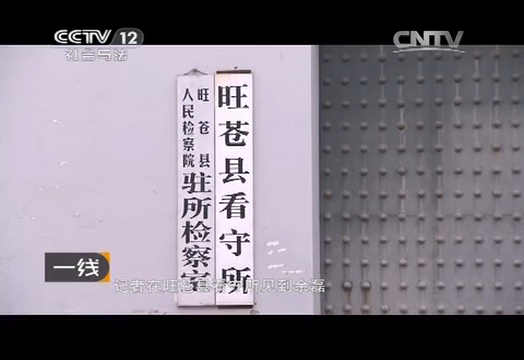 CCTV 12
社会与法
CNTV
旺苍县看守所
旺苍县
人民检察院
驻所检察室
一线
记者在旺苍县看守所见到余磊